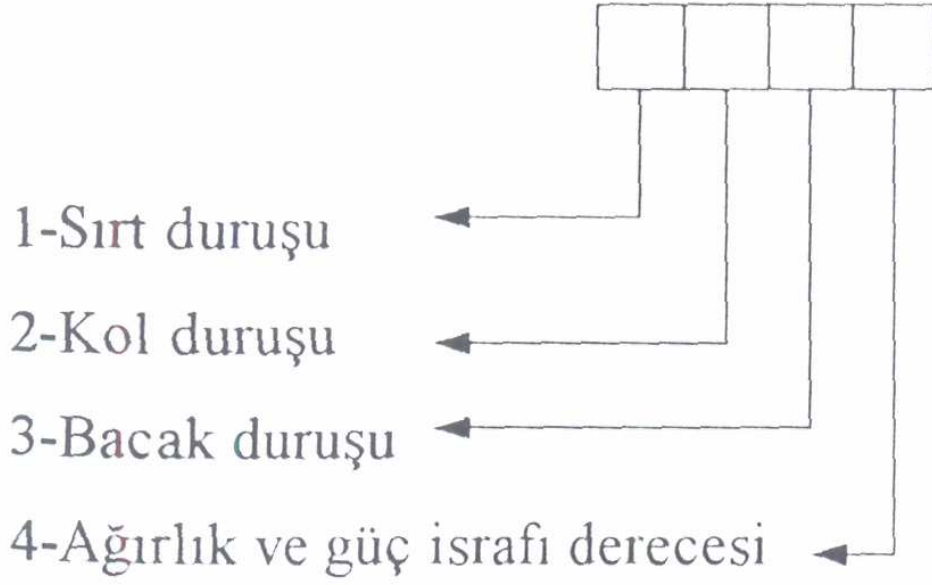 1-Sırt duruşu
2-Kol duruşu
3-Bacak duruşu
4-Ağırlık ve güç israfı derecesi